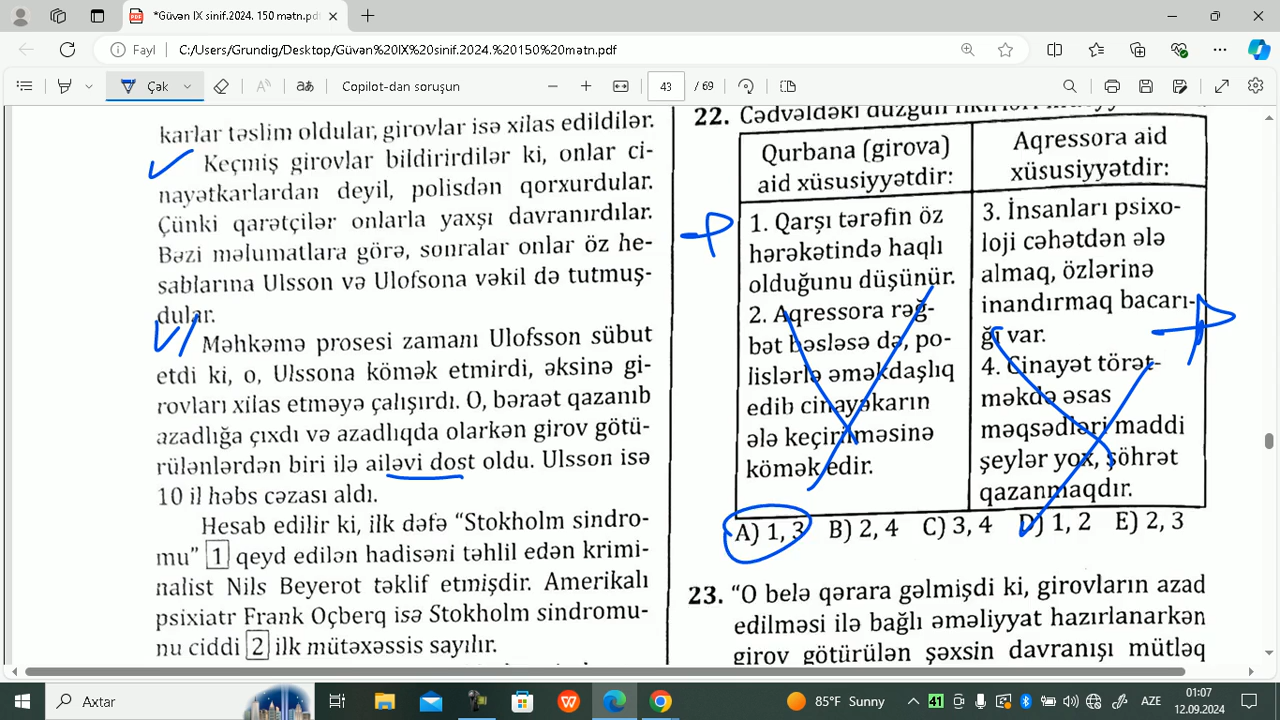 *Güvən IX sinif.2024. 150 mətn.pdf
Fayl C:/Users/Grundig/Desktop/Güvən%20IX%20sinif.2024.%20150%20mətn.pdf
Çək aあ Copilot-dan soruşun 43 / 69
karlar təslim oldular, girovlar isə xilas edildilər.
Keçmiş girovlar bildirirdilər ki, onlar ci-
nayətkarlardan deyil, polisdən qorxurdular.
Çünki qarətçilər onlarla yaxşı davranırdılar.
Bəzi məlumatlara görə, sonralar onlar öz he-
sablarına Ulsson və Ulofsona vəkil də tutmuş-
dular.
Məhkəmə prosesi zamanı Ulofsson sübut
etdi ki, o, Ulssona kömək etmirdi, əksinə gi-
rovları xilas etməyə çalışırdı. O, bəraət qazanıb
azadlığa çıxdı və azadlıqda olarkən girov götü-
rülənlərdən biri ilə ailəvi dost oldu. Ulsson isə
10 il həbs cəzası aldı.
Hesab edilir ki, ilk dəfə “Stokholm sindro-
mu” 1 qeyd edilən hadisəni təhlil edən krimi-
nalist Nils Beyerot təklif etmişdir. Amerikalı
psixiatr Frank Oçberq isə Stokholm sindromu-
nu ciddi 2 ilk mütəxəssis sayılır.
22. Cədvəldəki düzgün fikirləri
Qurbana (girova)
aid xüsusiyyətdir:
Aqressora aid
xüsusiyyətdir:
1. Qarşı tərəfin öz
hərəkətində haqlı
olduğunu düşünür.
2. Aqressora rəğ-
bət bəsləsə də, po-
lislərlə əməkdaşlıq
edib cinayəkarın
ələ keçirilməsinə
kömək edir.
3. İnsanları psixo-
loji cəhətdən ələ
almaq, özlərinə
inandırmaq bacarı-
ğı var.
4. Cinayət törət-
məkdə əsas
məqsədləri maddi
şeylər yox, şöhrət
qazanmaqdır.
A) 1, 3 B) 2, 4 C) 3, 4 D) 1, 2 E) 2, 3
23. “O belə qərara gəlmişdi ki, girovların azad
edilməsi ilə bağlı əməliyyat hazırlanarkən
girov götürülən şəxsin davranışı mütləq
Axtar 85°F Sunny 41 AZE 01:07
12.09.2024